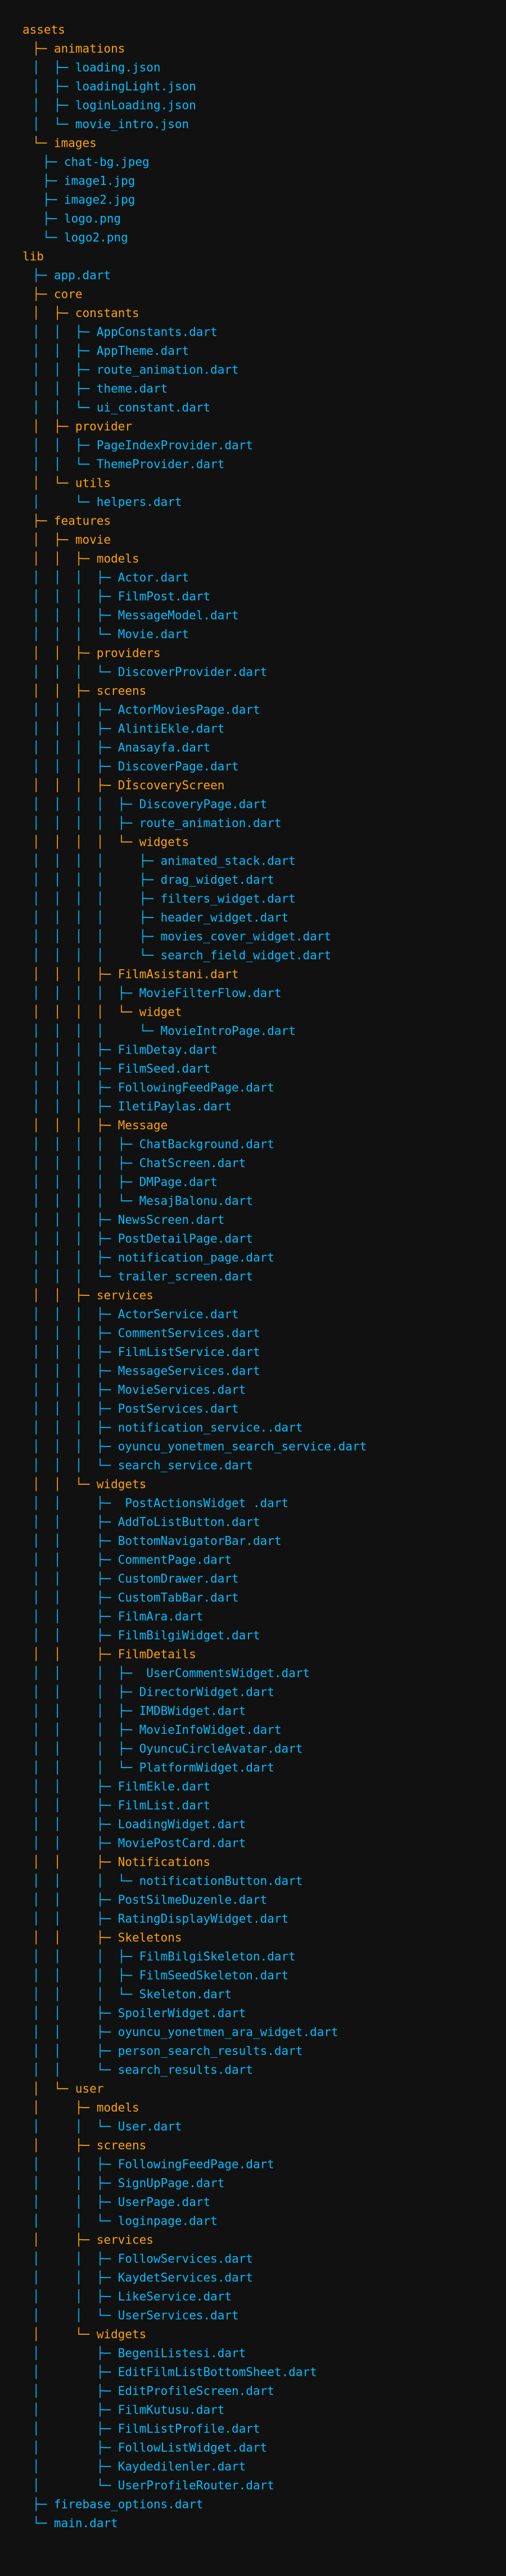 assets
├─ animations
│  ├─ loading.json
│  ├─ loadingLight.json
│  ├─ loginLoading.json
│  └─ movie_intro.json
└─ images
   ├─ chat-bg.jpeg
   ├─ image1.jpg
   ├─ image2.jpg
   ├─ logo.png
   └─ logo2.png
lib
├─ app.dart
├─ core
│  ├─ constants
│  │  ├─ AppConstants.dart
│  │  ├─ AppTheme.dart
│  │  ├─ route_animation.dart
│  │  ├─ theme.dart
│  │  └─ ui_constant.dart
│  ├─ provider
│  │  ├─ PageIndexProvider.dart
│  │  └─ ThemeProvider.dart
│  └─ utils
│     └─ helpers.dart
├─ features
│  ├─ movie
│  │  ├─ models
│  │  │  ├─ Actor.dart
│  │  │  ├─ FilmPost.dart
│  │  │  ├─ MessageModel.dart
│  │  │  └─ Movie.dart
│  │  ├─ providers
│  │  │  └─ DiscoverProvider.dart
│  │  ├─ screens
│  │  │  ├─ ActorMoviesPage.dart
│  │  │  ├─ AlintiEkle.dart
│  │  │  ├─ Anasayfa.dart
│  │  │  ├─ DiscoverPage.dart
│  │  │  ├─ DİscoveryScreen
│  │  │  │  ├─ DiscoveryPage.dart
│  │  │  │  ├─ route_animation.dart
│  │  │  │  └─ widgets
│  │  │  │     ├─ animated_stack.dart
│  │  │  │     ├─ drag_widget.dart
│  │  │  │     ├─ filters_widget.dart
│  │  │  │     ├─ header_widget.dart
│  │  │  │     ├─ movies_cover_widget.dart
│  │  │  │     └─ search_field_widget.dart
│  │  │  ├─ FilmAsistani.dart
│  │  │  │  ├─ MovieFilterFlow.dart
│  │  │  │  └─ widget
│  │  │  │     └─ MovieIntroPage.dart
│  │  │  ├─ FilmDetay.dart
│  │  │  ├─ FilmSeed.dart
│  │  │  ├─ FollowingFeedPage.dart
│  │  │  ├─ IletiPaylas.dart
│  │  │  ├─ Message
│  │  │  │  ├─ ChatBackground.dart
│  │  │  │  ├─ ChatScreen.dart
│  │  │  │  ├─ DMPage.dart
│  │  │  │  └─ MesajBalonu.dart
│  │  │  ├─ NewsScreen.dart
│  │  │  ├─ PostDetailPage.dart
│  │  │  ├─ notification_page.dart
│  │  │  └─ trailer_screen.dart
│  │  ├─ services
│  │  │  ├─ ActorService.dart
│  │  │  ├─ CommentServices.dart
│  │  │  ├─ FilmListService.dart
│  │  │  ├─ MessageServices.dart
│  │  │  ├─ MovieServices.dart
│  │  │  ├─ PostServices.dart
│  │  │  ├─ notification_service..dart
│  │  │  ├─ oyuncu_yonetmen_search_service.dart
│  │  │  └─ search_service.dart
│  │  └─ widgets
│  │     ├─  PostActionsWidget .dart
│  │     ├─ AddToListButton.dart
│  │     ├─ BottomNavigatorBar.dart
│  │     ├─ CommentPage.dart
│  │     ├─ CustomDrawer.dart
│  │     ├─ CustomTabBar.dart
│  │     ├─ FilmAra.dart
│  │     ├─ FilmBilgiWidget.dart
│  │     ├─ FilmDetails
│  │     │  ├─  UserCommentsWidget.dart
│  │     │  ├─ DirectorWidget.dart
│  │     │  ├─ IMDBWidget.dart
│  │     │  ├─ MovieInfoWidget.dart
│  │     │  ├─ OyuncuCircleAvatar.dart
│  │     │  └─ PlatformWidget.dart
│  │     ├─ FilmEkle.dart
│  │     ├─ FilmList.dart
│  │     ├─ LoadingWidget.dart
│  │     ├─ MoviePostCard.dart
│  │     ├─ Notifications
│  │     │  └─ notificationButton.dart
│  │     ├─ PostSilmeDuzenle.dart
│  │     ├─ RatingDisplayWidget.dart
│  │     ├─ Skeletons
│  │     │  ├─ FilmBilgiSkeleton.dart
│  │     │  ├─ FilmSeedSkeleton.dart
│  │     │  └─ Skeleton.dart
│  │     ├─ SpoilerWidget.dart
│  │     ├─ oyuncu_yonetmen_ara_widget.dart
│  │     ├─ person_search_results.dart
│  │     └─ search_results.dart
│  └─ user
│     ├─ models
│     │  └─ User.dart
│     ├─ screens
│     │  ├─ FollowingFeedPage.dart
│     │  ├─ SignUpPage.dart
│     │  ├─ UserPage.dart
│     │  └─ loginpage.dart
│     ├─ services
│     │  ├─ FollowServices.dart
│     │  ├─ KaydetServices.dart
│     │  ├─ LikeService.dart
│     │  └─ UserServices.dart
│     └─ widgets
│        ├─ BegeniListesi.dart
│        ├─ EditFilmListBottomSheet.dart
│        ├─ EditProfileScreen.dart
│        ├─ FilmKutusu.dart
│        ├─ FilmListProfile.dart
│        ├─ FollowListWidget.dart
│        ├─ Kaydedilenler.dart
│        └─ UserProfileRouter.dart
├─ firebase_options.dart
└─ main.dart